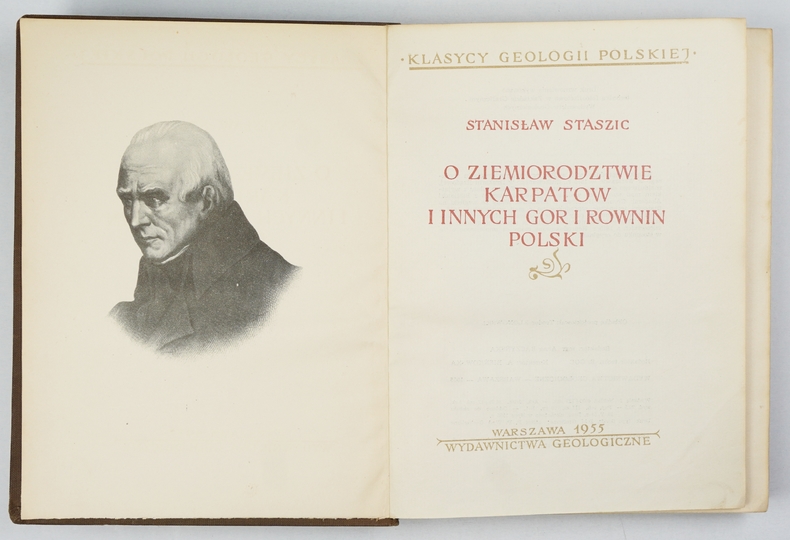 · KLASYCY GEOLOGII POLSKIEJ ·
STANISŁAW STASZIC
O ZIEMIORODZTWIE
KARPATOW
I INNYCH GOR I ROWNIN
POLSKI
WARSZAWA 1955
WYDAWNICTWA GEOLOGICZNE